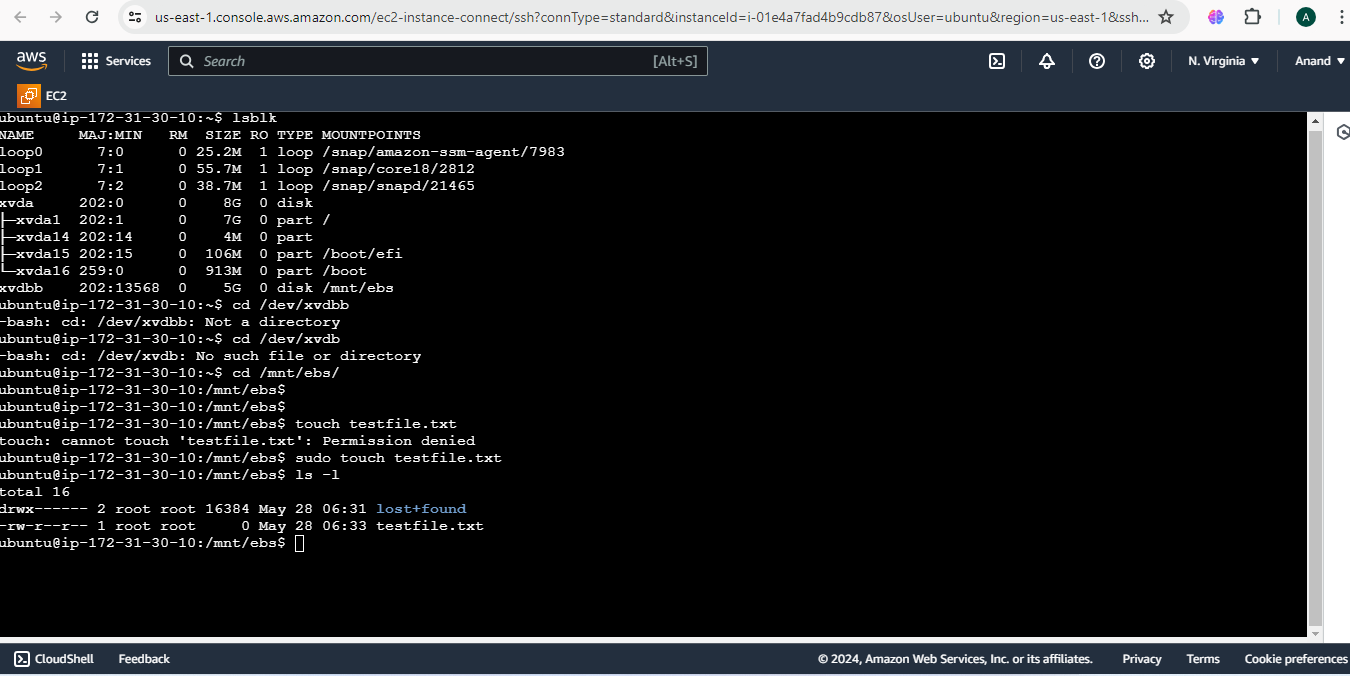 us-east-1.console.aws.amazon.com/ec2-instance-connect/ssh?connType=standard&instanceId=i-01e4a7fad4b9cdb87&osUser=ubuntu&region=us-east-1&ssh...
A
aws
Services
Search
[Alt+S]
N. Virginia ▼
Anand ▼
EC2
ubuntu@ip-172-31-30-10:~$ lsblk
NAME     MAJ:MIN   RM  SIZE RO TYPE MOUNTPOINTS
loop0      7:0      0 25.2M  1 loop /snap/amazon-ssm-agent/7983
loop1      7:1      0 55.7M  1 loop /snap/core18/2812
loop2      7:2      0 38.7M  1 loop /snap/snapd/21465
xvda     202:0      0    8G  0 disk
├─xvda1  202:1      0    7G  0 part /
├─xvda14 202:14     0    4M  0 part
├─xvda15 202:15     0  106M  0 part /boot/efi
└─xvda16 259:0      0  913M  0 part /boot
xvdbb    202:13568  0    5G  0 disk /mnt/ebs
ubuntu@ip-172-31-30-10:~$ cd /dev/xvdbb
-bash: cd: /dev/xvdbb: Not a directory
ubuntu@ip-172-31-30-10:~$ cd /dev/xvdb
-bash: cd: /dev/xvdb: No such file or directory
ubuntu@ip-172-31-30-10:~$ cd /mnt/ebs/
ubuntu@ip-172-31-30-10:/mnt/ebs$
ubuntu@ip-172-31-30-10:/mnt/ebs$
ubuntu@ip-172-31-30-10:/mnt/ebs$ touch testfile.txt
touch: cannot touch 'testfile.txt': Permission denied
ubuntu@ip-172-31-30-10:/mnt/ebs$ sudo touch testfile.txt
ubuntu@ip-172-31-30-10:/mnt/ebs$ ls -l
total 16
drwx------ 2 root root 16384 May 28 06:31 lost+found
-rw-r--r-- 1 root root     0 May 28 06:33 testfile.txt
ubuntu@ip-172-31-30-10:/mnt/ebs$
CloudShell
Feedback
© 2024, Amazon Web Services, Inc. or its affiliates.
Privacy
Terms
Cookie preferences